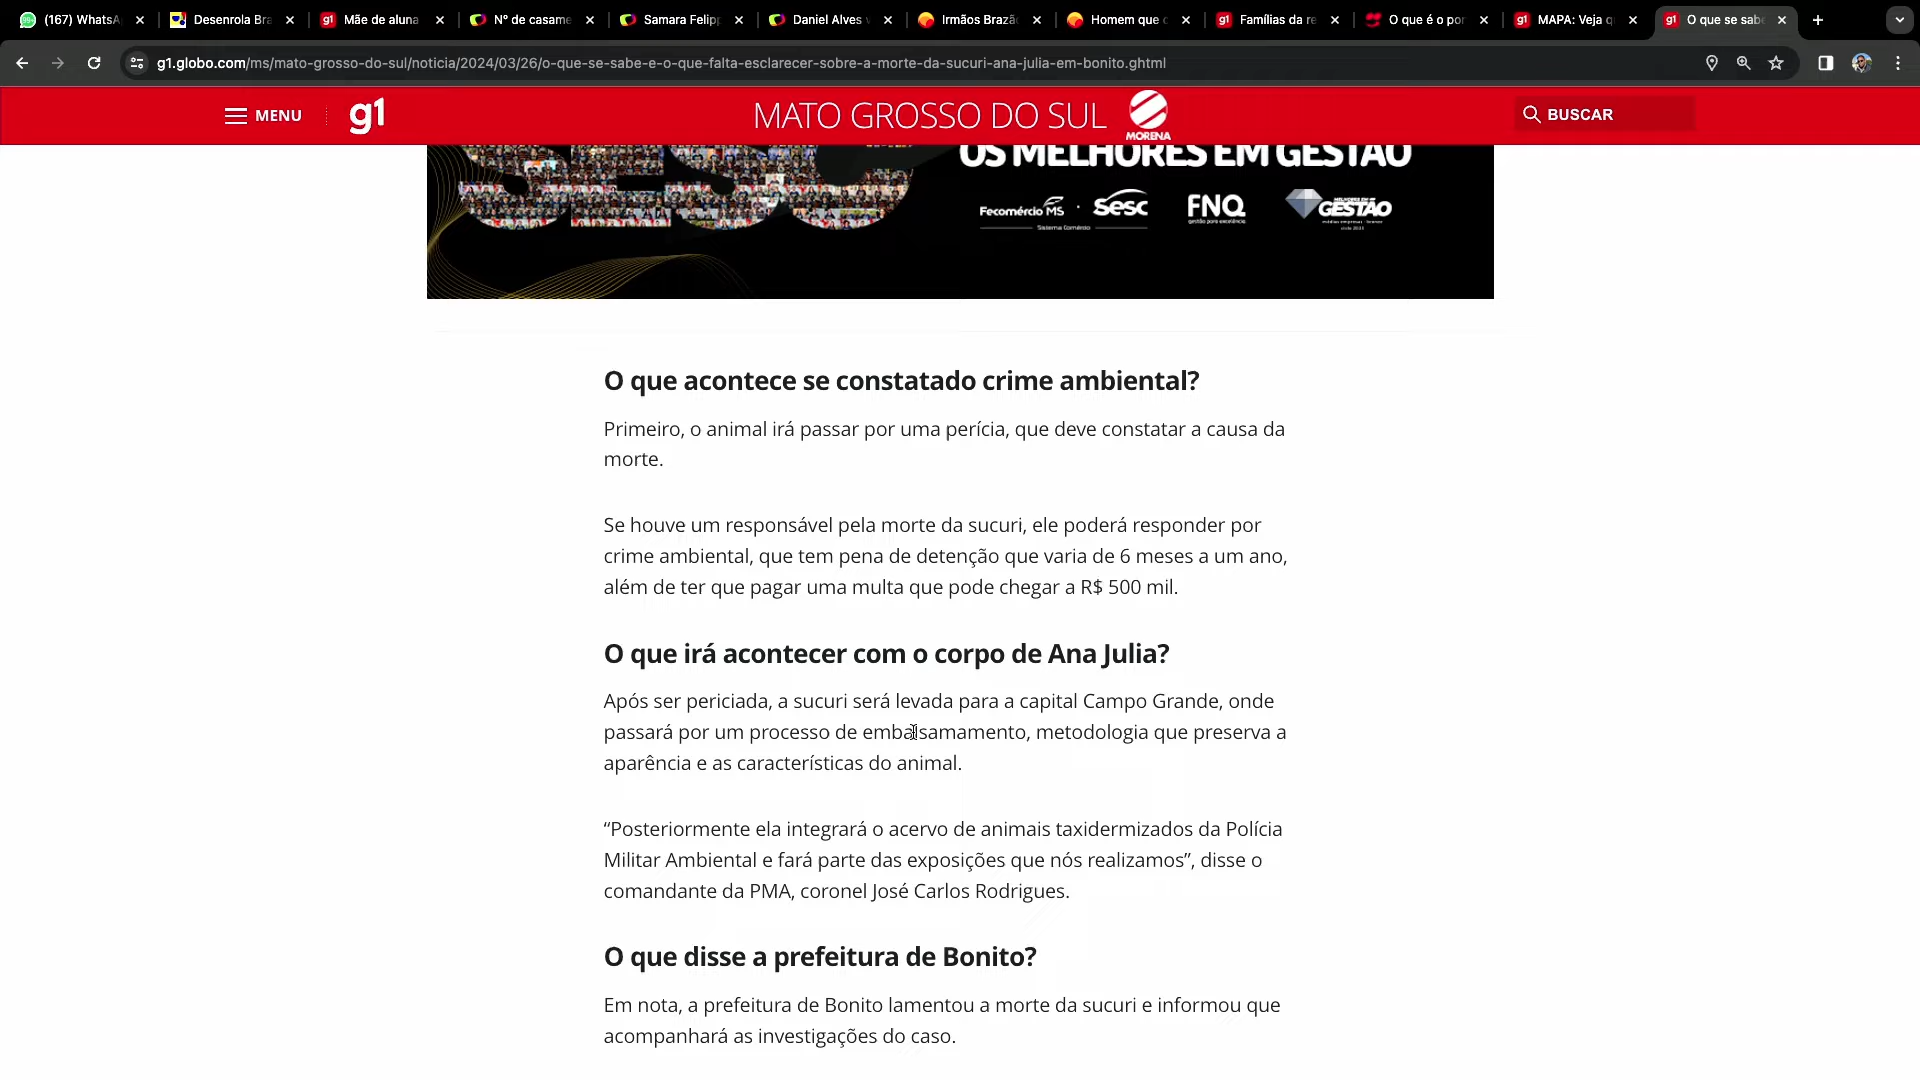 (167) WhatsA
Desenrola Bra
Mãe de aluna
Nº de casame
Samara Felipp
Daniel Alves v
Irmãos Brazão
Homem que c
Famílias da re
O que é o por
MAPA: Veja q
O que se sabe
g1.globo.com/ms/mato-grosso-do-sul/noticia/2024/03/26/o-que-se-sabe-e-o-que-falta-esclarecer-sobre-a-morte-da-sucuri-ana-julia-em-bonito.ghtml
MENU
g1
MATO GROSSO DO SUL
MORENA
BUSCAR
OS MELHORES EM GESTÃO
Fecomércio MS · Sesc
Sistema Comércio
FNQ
MELHORES EM
GESTÃO
O que acontece se constatado crime ambiental?
Primeiro, o animal irá passar por uma perícia, que deve constatar a causa da
morte.
Se houve um responsável pela morte da sucuri, ele poderá responder por
crime ambiental, que tem pena de detenção que varia de 6 meses a um ano,
além de ter que pagar uma multa que pode chegar a R$ 500 mil.
O que irá acontecer com o corpo de Ana Julia?
Após ser periciada, a sucuri será levada para a capital Campo Grande, onde
passará por um processo de embalsamamento, metodologia que preserva a
aparência e as características do animal.
“Posteriormente ela integrará o acervo de animais taxidermizados da Polícia
Militar Ambiental e fará parte das exposições que nós realizamos”, disse o
comandante da PMA, coronel José Carlos Rodrigues.
O que disse a prefeitura de Bonito?
Em nota, a prefeitura de Bonito lamentou a morte da sucuri e informou que
acompanhará as investigações do caso.